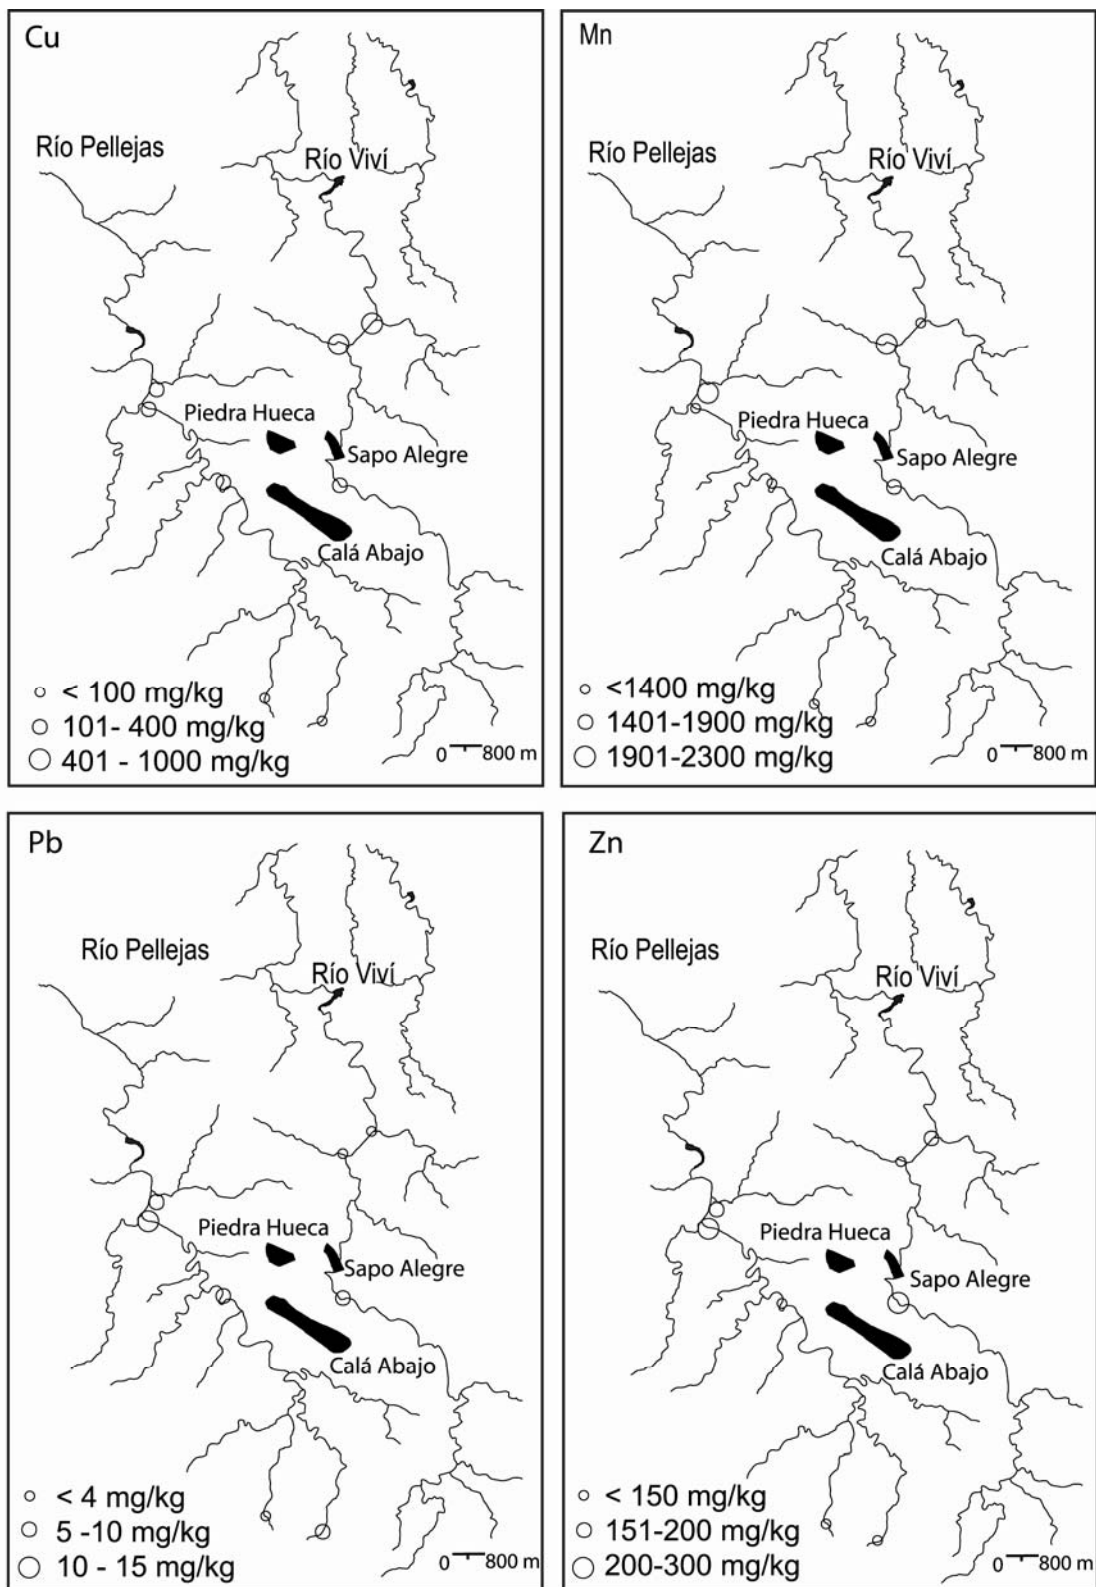 Cu
Río Pellejas
Río Viví
Piedra Hueca
Sapo Alegre
Calá Abajo
< 100 mg/kg
101- 400 mg/kg
401 - 1000 mg/kg
0 800 m
Mn
Río Pellejas
Río Viví
Piedra Hueca
Sapo Alegre
Calá Abajo
<1400 mg/kg
1401-1900 mg/kg
1901-2300 mg/kg
0 800 m
Pb
Río Pellejas
Río Viví
Piedra Hueca
Sapo Alegre
Calá Abajo
< 4 mg/kg
5 -10 mg/kg
10 - 15 mg/kg
0 800 m
Zn
Río Pellejas
Río Viví
Piedra Hueca
Sapo Alegre
Calá Abajo
< 150 mg/kg
151-200 mg/kg
200-300 mg/kg
0 800 m